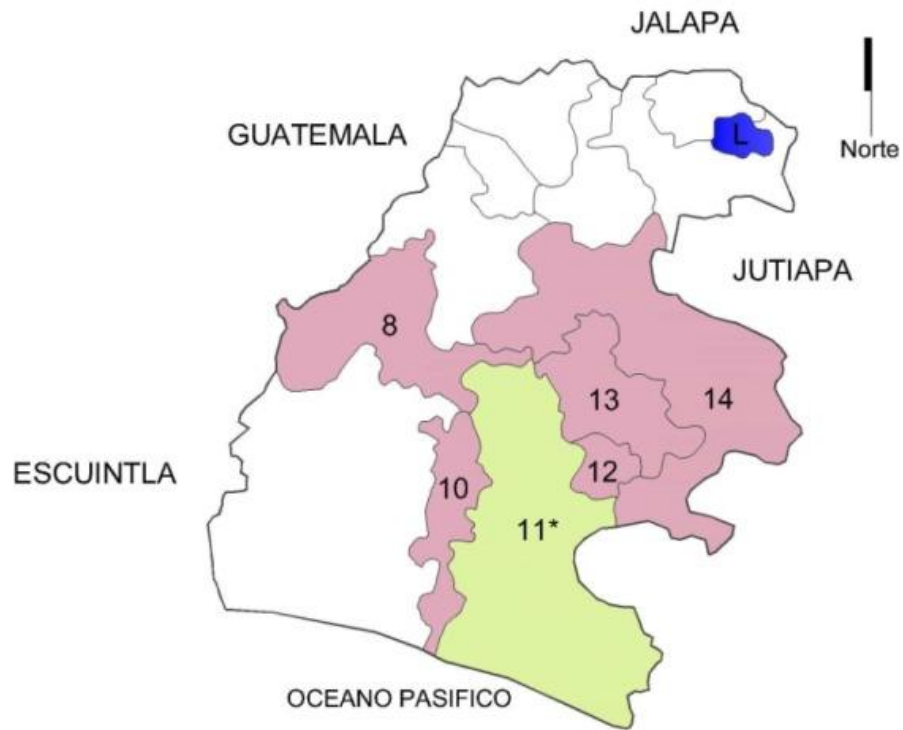 JALAPA
GUATEMALA
L
Norte
JUTIAPA
8
13
14
ESCUINTLA
10
12
11*
OCEANO PASIFICO